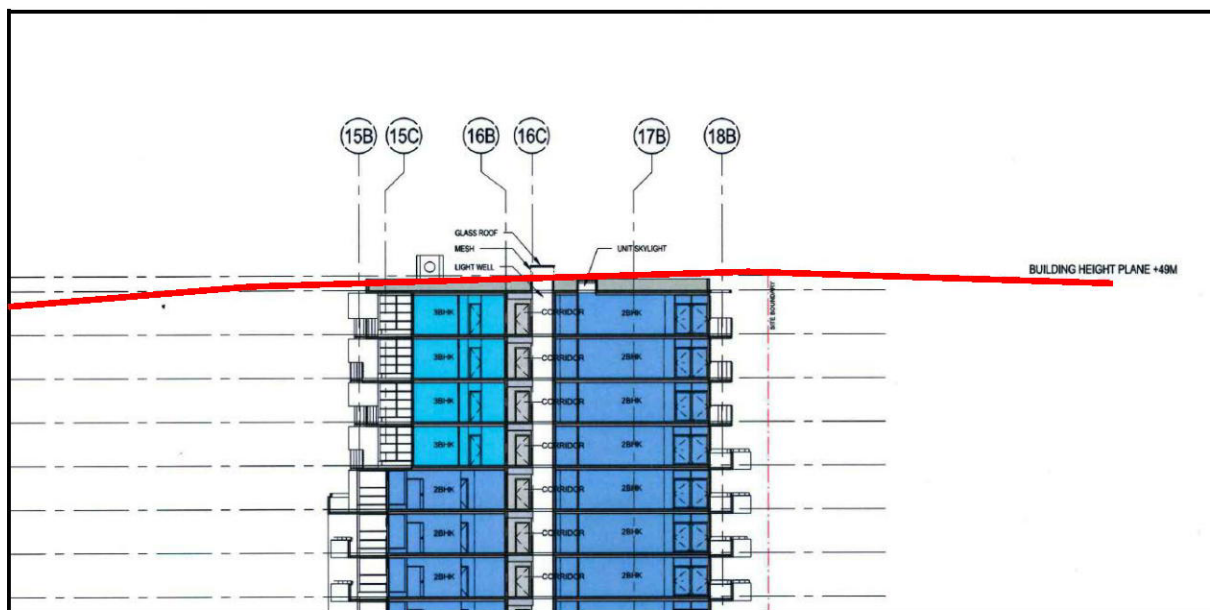 15B 15C 16B 16C 17B 18B
GLASS ROOF
MESH
UNIT SKYLIGHT
LIGHT WELL
BUILDING HEIGHT PLANE +49M
SITE BOUNDARY
3BHK CORRIDOR 2BHK
3BHK CORRIDOR 2BHK
3BHK CORRIDOR 2BHK
3BHK CORRIDOR 2BHK
2BHK CORRIDOR 2BHK
2BHK CORRIDOR 2BHK
2BHK CORRIDOR 2BHK